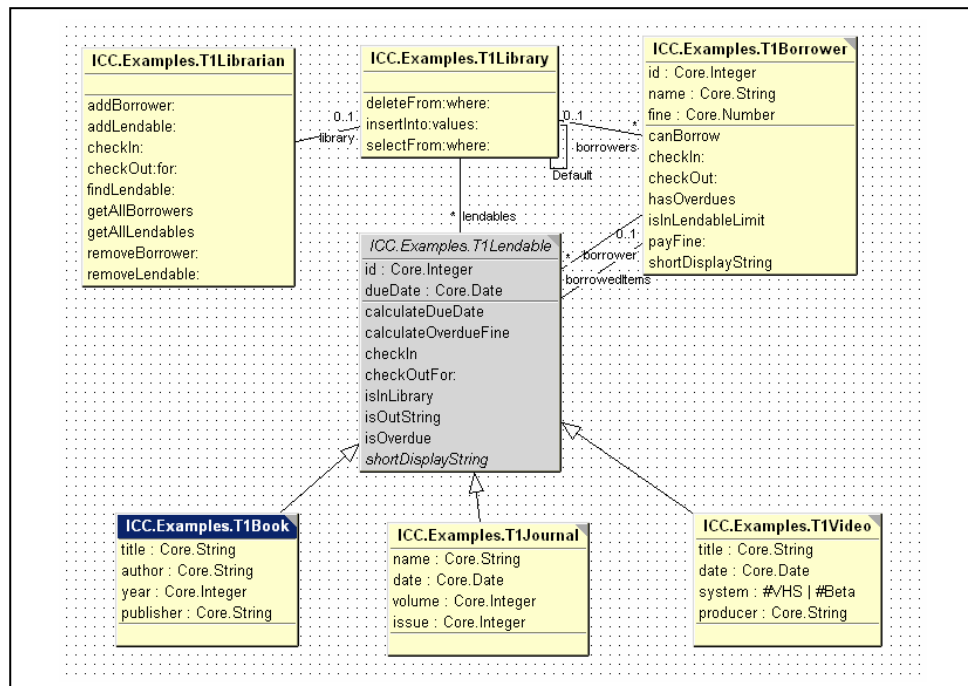 ICC.Examples.T1Librarian
addBorrower:
addLendable:
checkIn:
checkOut:for:
findLendable:
getAllBorrowers
getAllLendables
removeBorrower:
removeLendable:
0..1
library
ICC.Examples.T1Library
deleteFrom:where:
insertInto:values:
selectFrom:where:
0..1
Default
*
borrowers
ICC.Examples.T1Borrower
id : Core.Integer
name : Core.String
fine : Core.Number
canBorrow
checkIn:
checkOut:
hasOverdues
isInLendableLimit
payFine:
shortDisplayString
* lendables
0..1
* borrower
borrowedItems
ICC.Examples.T1Lendable
id : Core.Integer
dueDate : Core.Date
calculateDueDate
calculateOverdueFine
checkIn
checkOutFor:
isInLibrary
isOutString
isOverdue
shortDisplayString
ICC.Examples.T1Book
title : Core.String
author : Core.String
year : Core.Integer
publisher : Core.String
ICC.Examples.T1Journal
name : Core.String
date : Core.Date
volume : Core.Integer
issue : Core.Integer
ICC.Examples.T1Video
title : Core.String
date : Core.Date
system : #VHS | #Beta
producer : Core.String